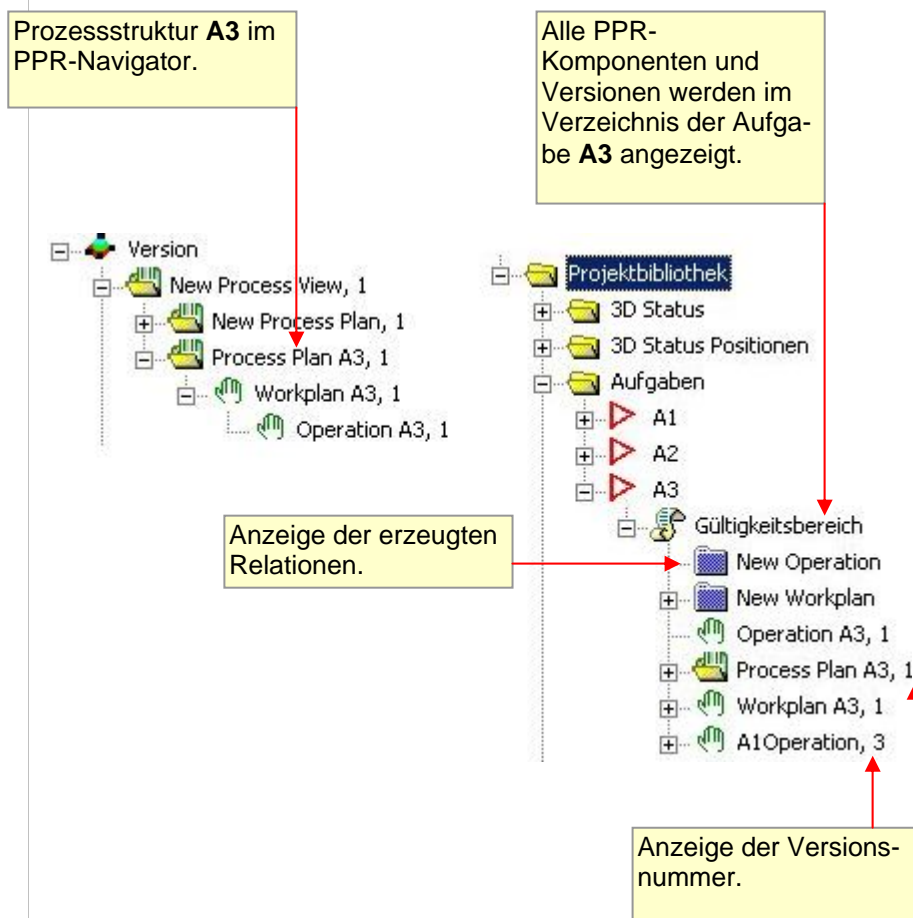 Prozessstruktur A3 im
PPR-Navigator.
Alle PPR-
Komponenten und
Versionen werden im
Verzeichnis der Aufga-
be A3 angezeigt.
Version
New Process View, 1
New Process Plan, 1
Process Plan A3, 1
Workplan A3, 1
Operation A3, 1
Projektbibliothek
3D Status
3D Status Positionen
Aufgaben
A1
A2
A3
Gültigkeitsbereich
New Operation
New Workplan
Operation A3, 1
Process Plan A3, 1
Workplan A3, 1
A1Operation, 3
Anzeige der erzeugten
Relationen.
Anzeige der Versions-
nummer.